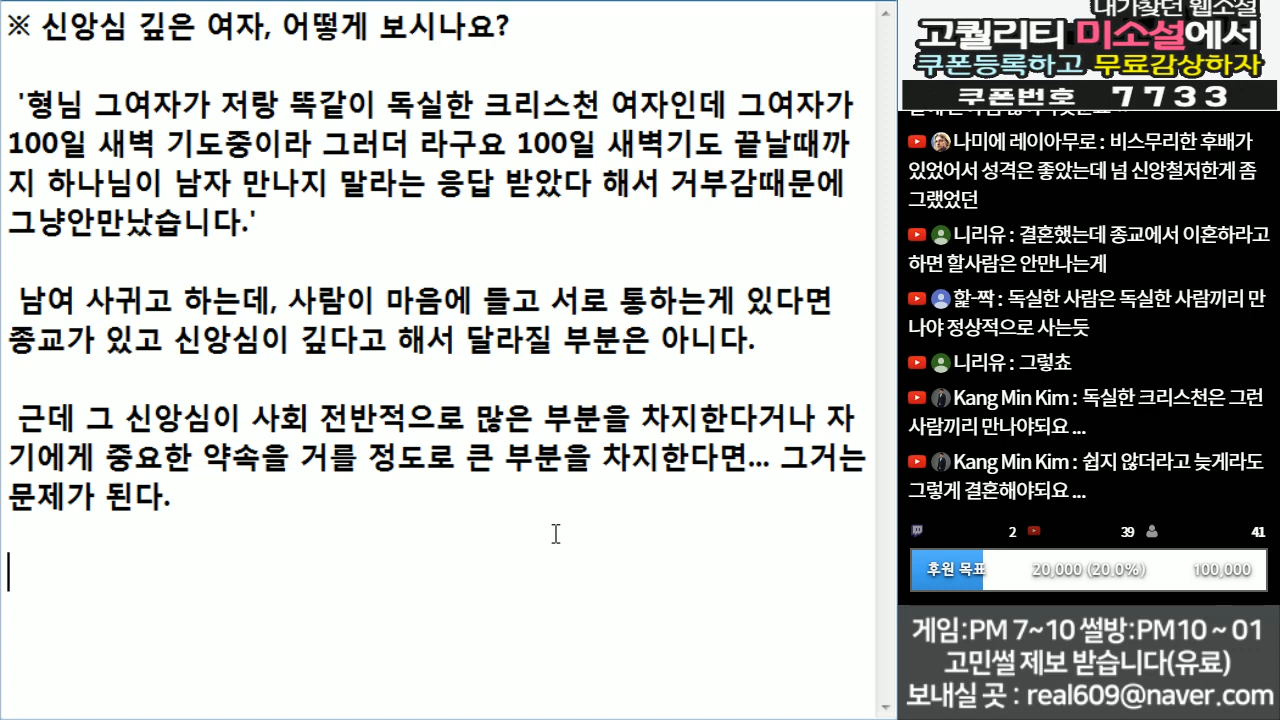 ※ 신앙심 깊은 여자, 어떻게 보시나요?
'형님 그여자가 저랑 똑같이 독실한 크리스천 여자인데 그여자가
100일 새벽 기도중이라 그러더 라구요 100일 새벽기도 끝날때까
지 하나님이 남자 만나지 말라는 응답 받았다 해서 거부감때문에
그냥안만났습니다.'
남여 사귀고 하는데, 사람이 마음에 들고 서로 통하는게 있다면
종교가 있고 신앙심이 깊다고 해서 달라질 부분은 아니다.
근데 그 신앙심이 사회 전반적으로 많은 부분을 차지한다거나 자
기에게 중요한 약속을 거를 정도로 큰 부분을 차지한다면... 그거는
문제가 된다.
내가찾던 웹소설
고퀄리티 미소설에서
쿠폰등록하고 무료감상하자
쿠폰번호 7733
나미에 레이아무로 : 비스무리한 후배가
있었어서 성격은 좋았는데 넘 신앙철저한게 좀
그랬었던
니리유 : 결혼했는데 종교에서 이혼하라고
하면 할사람은 안만나는게
핥-짝 : 독실한 사람은 독실한 사람끼리 만
나야 정상적으로 사는듯
니리유 : 그렇쵸
Kang Min Kim : 독실한 크리스천은 그런
사람끼리 만나야되요 ...
Kang Min Kim : 쉽지 않더라고 늦게라도
그렇게 결혼해야되요 ...
2 39 41
후원 목표 20,000 (20.0%) 100,000
게임:PM 7~10 썰방:PM10 ~ 01
고민썰 제보 받습니다(유료)
보내실 곳 : real609@naver.com